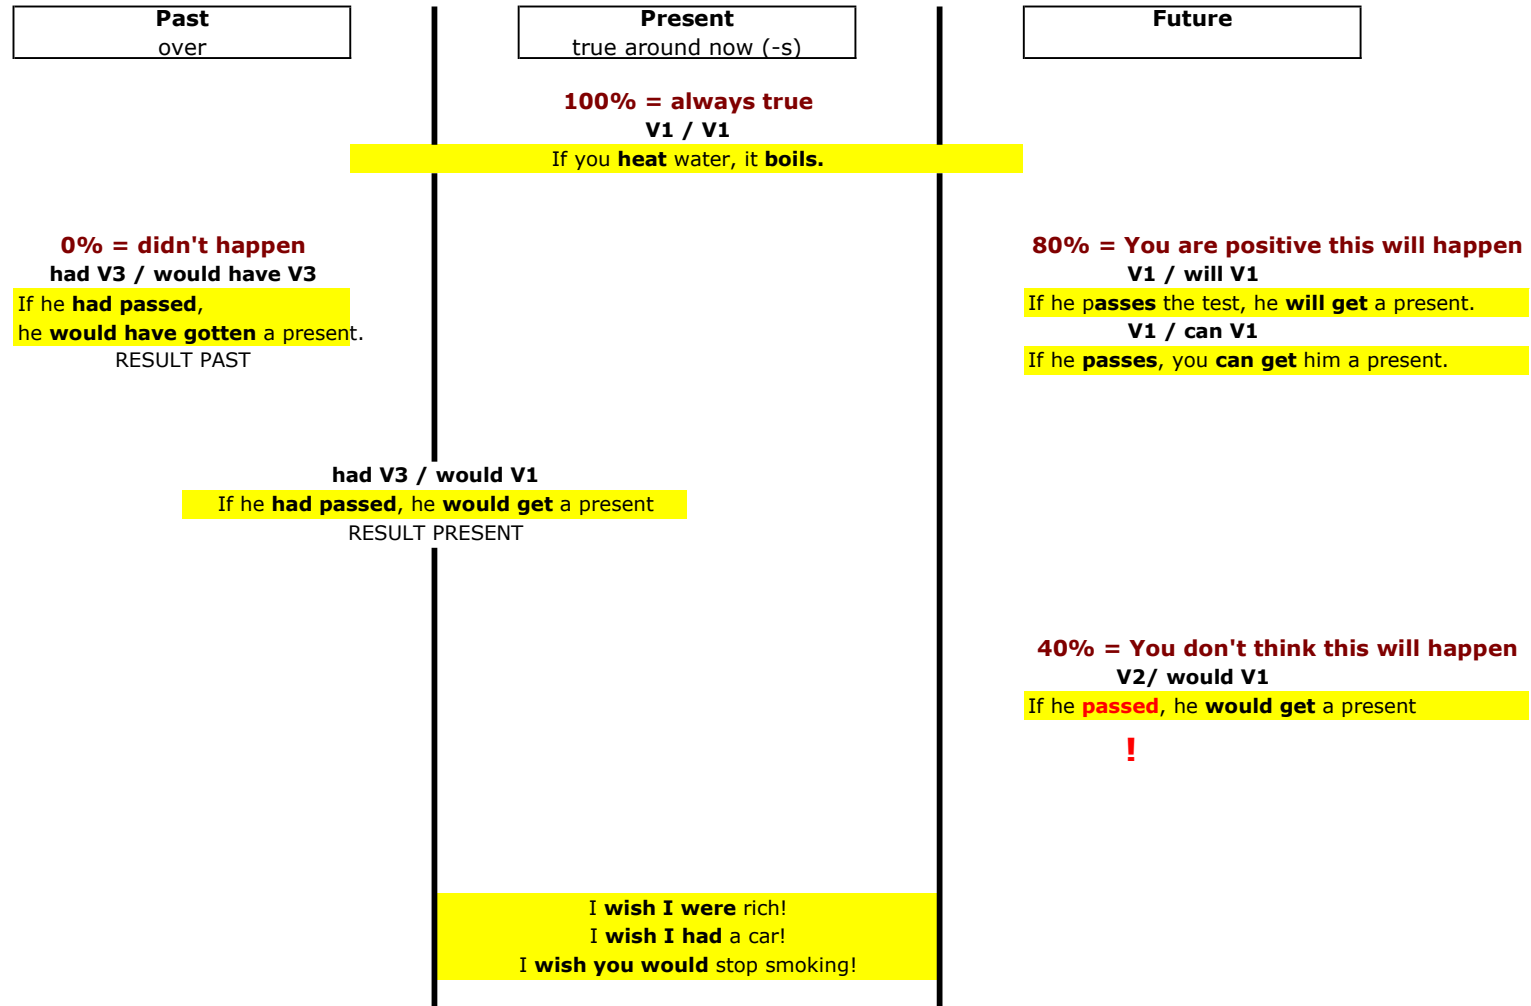 Past
over
Present
true around now (-s)
Future
100% = always true
V1 / V1
If you heat water, it boils.
0% = didn't happen
had V3 / would have V3
If he had passed,
he would have gotten a present.
RESULT PAST
80% = You are positive this will happen
V1 / will V1
If he passes the test, he will get a present.
V1 / can V1
If he passes, you can get him a present.
had V3 / would V1
If he had passed, he would get a present
RESULT PRESENT
40% = You don't think this will happen
V2/ would V1
If he passed, he would get a present
!
I wish I were rich!
I wish I had a car!
I wish you would stop smoking!